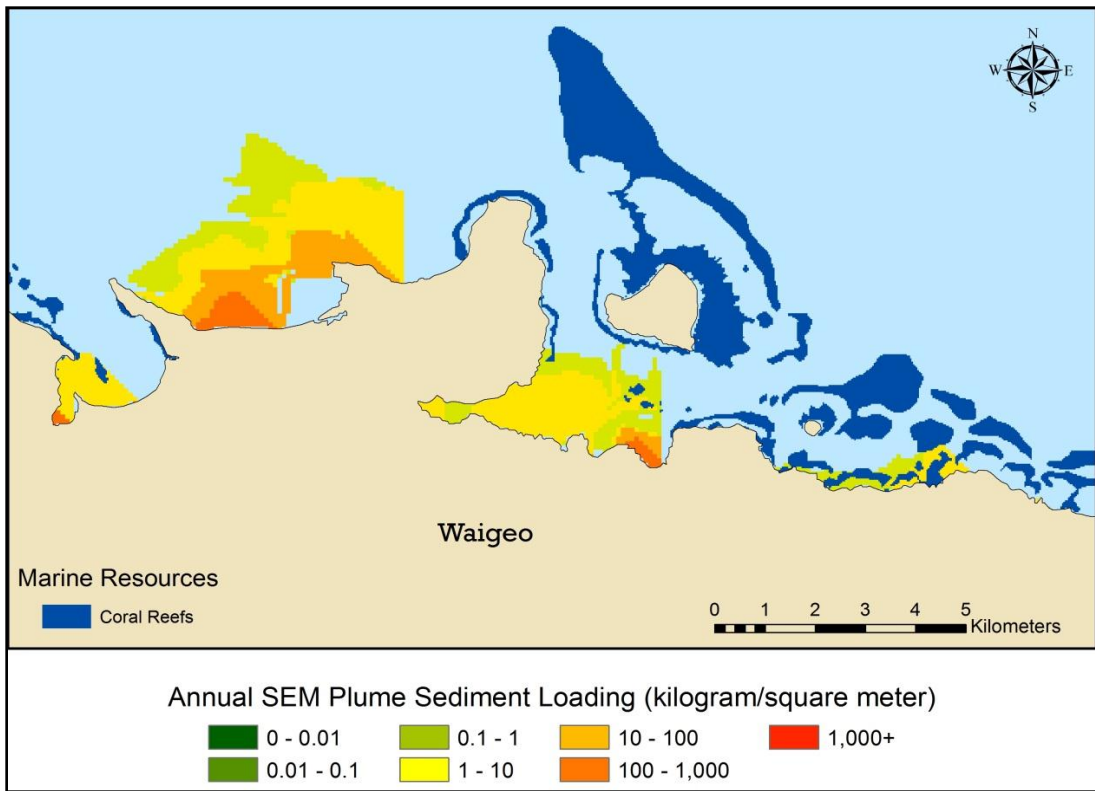 N
W E
S
Waigeo
Marine Resources
Coral Reefs
0 1 2 3 4 5
Kilometers
Annual SEM Plume Sediment Loading (kilogram/square meter)
0 - 0.01 0.1 - 1 10 - 100 1,000+
0.01 - 0.1 1 - 10 100 - 1,000